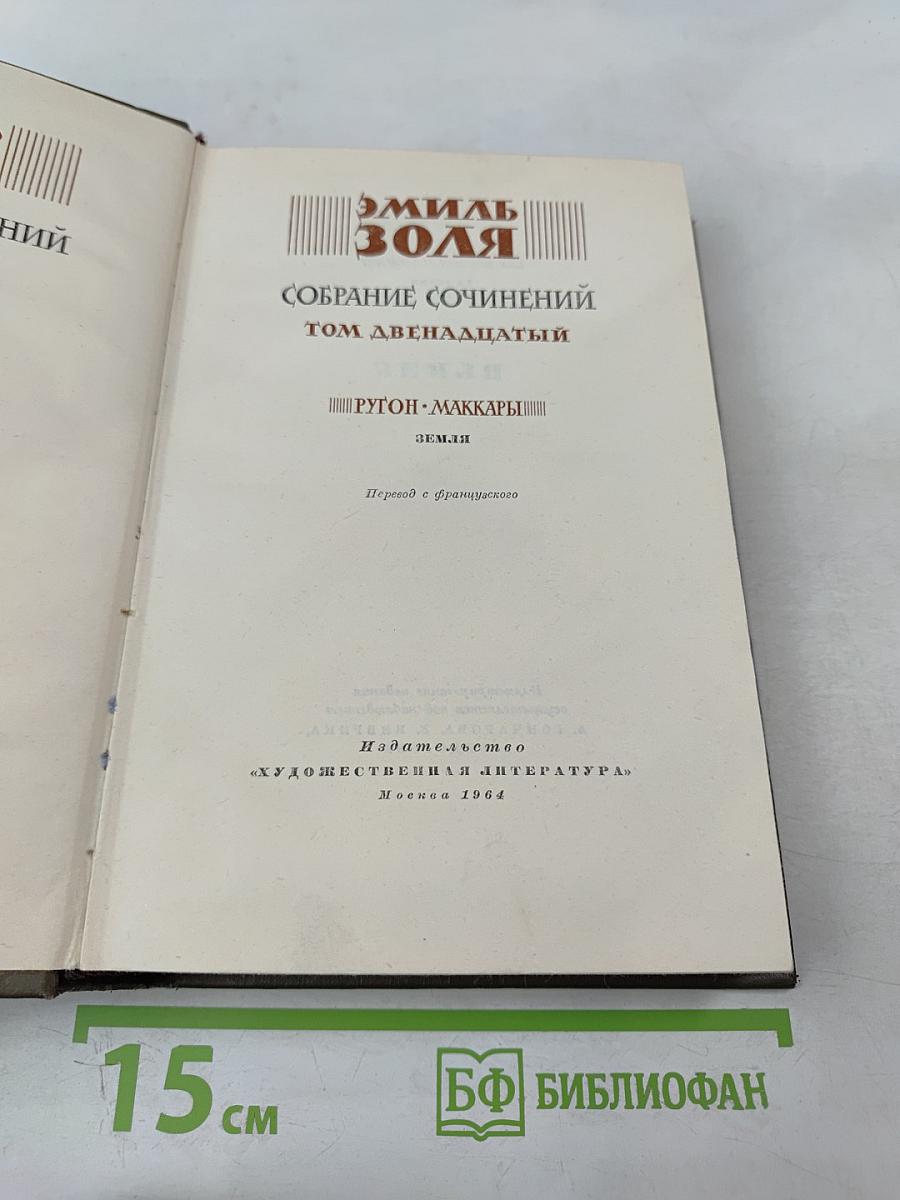 НИЙ
ЭМИЛЬ
ЗОЛЯ
СОБРАНИЕ СОЧИНЕНИЙ
ТОМ ДВЕНАДЦАТЫЙ
РУГОН · МАККАРЫ
ЗЕМЛЯ
Перевод с французского
Издательство
«ХУДОЖЕСТВЕННАЯ ЛИТЕРАТУРА»
Москва 1964
15 см
БФ БИБЛИОФАН